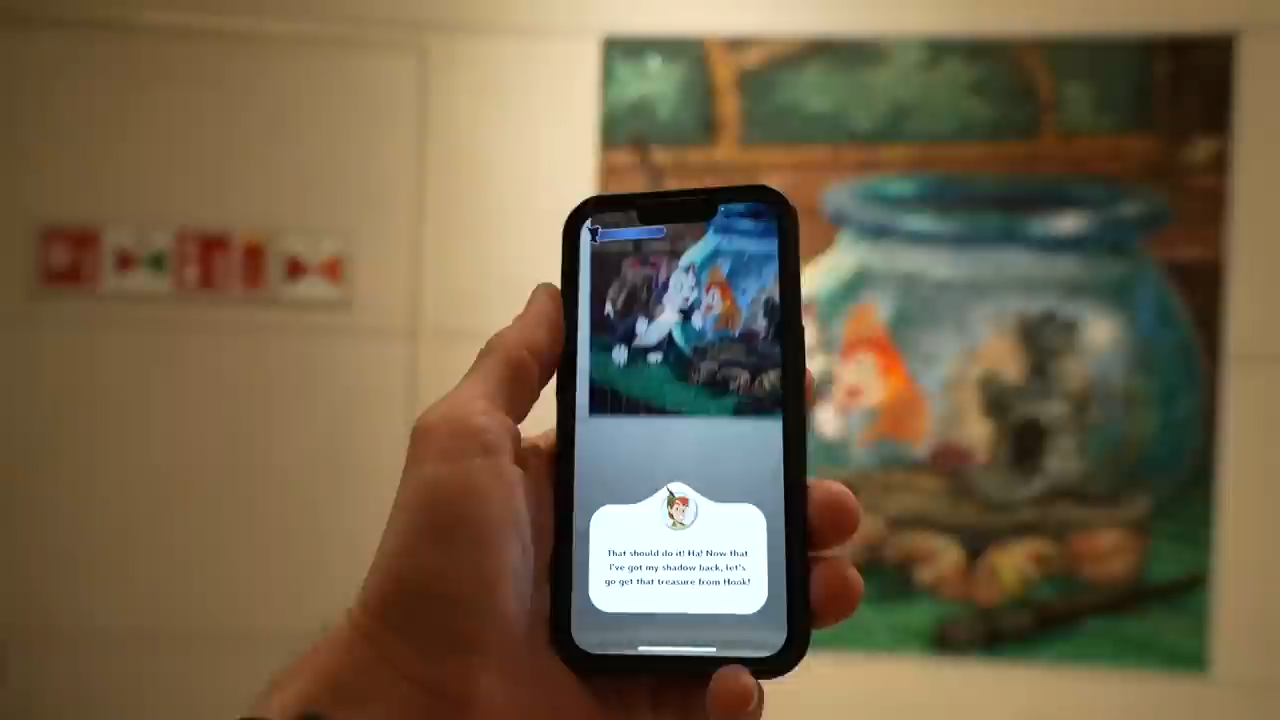 That should do it! Ha! Now that
I've got my shadow back, let's
go get that treasure from Hook!